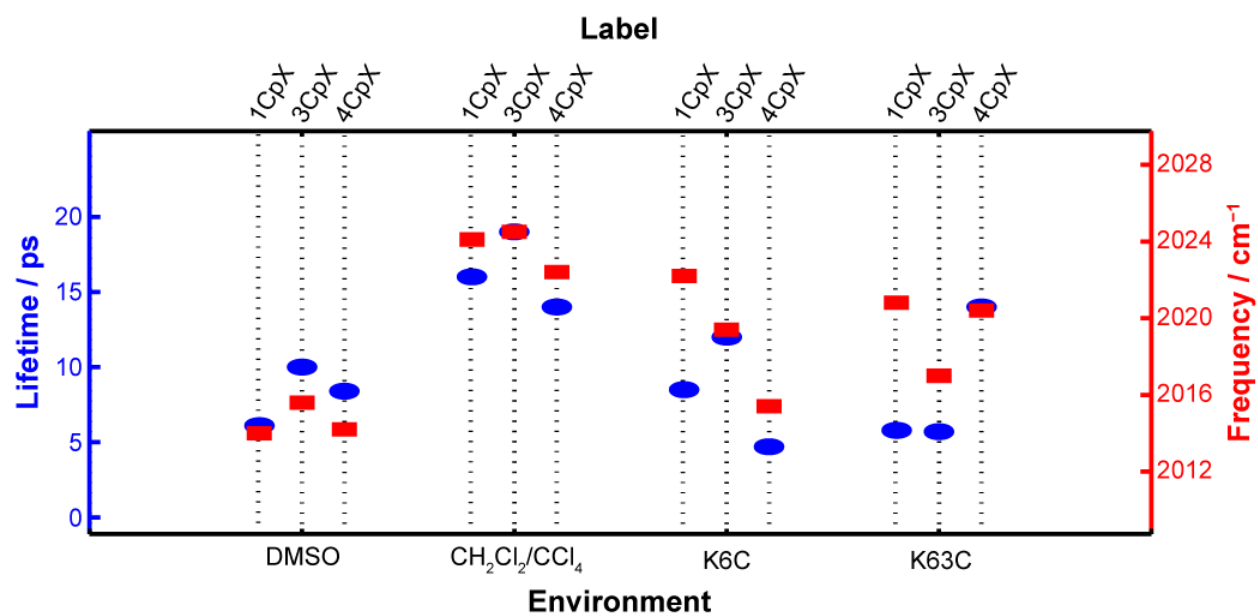 Label
1CpX 3CpX 4CpX 1CpX 3CpX 4CpX 1CpX 3CpX 4CpX 1CpX 3CpX 4CpX
Lifetime / ps
20
15
10
5
0
2028
2024
2020
2016
2012
Frequency / cm⁻¹
DMSO CH₂Cl₂/CCl₄ K6C K63C
Environment